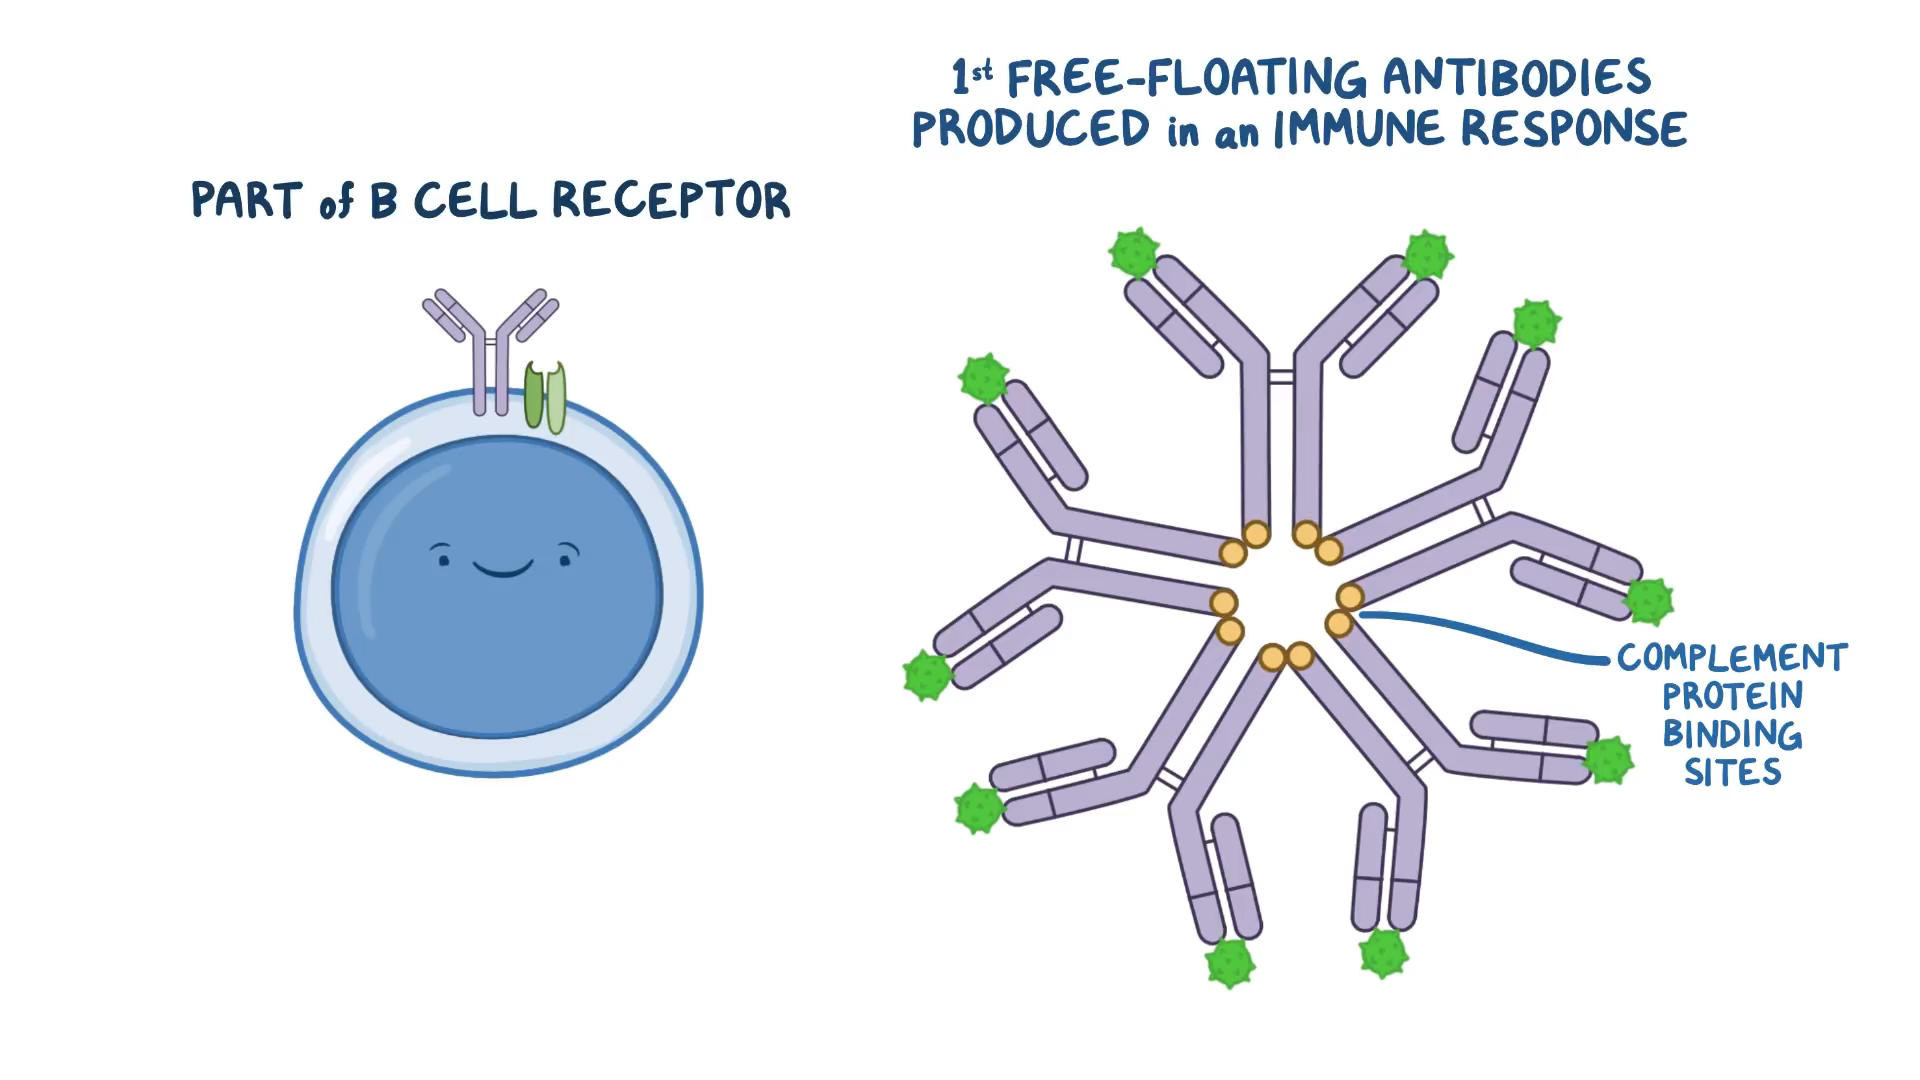 1st FREE-FLOATING ANTIBODIES
PRODUCED in an IMMUNE RESPONSE
PART of B CELL RECEPTOR
COMPLEMENT
PROTEIN
BINDING
SITES